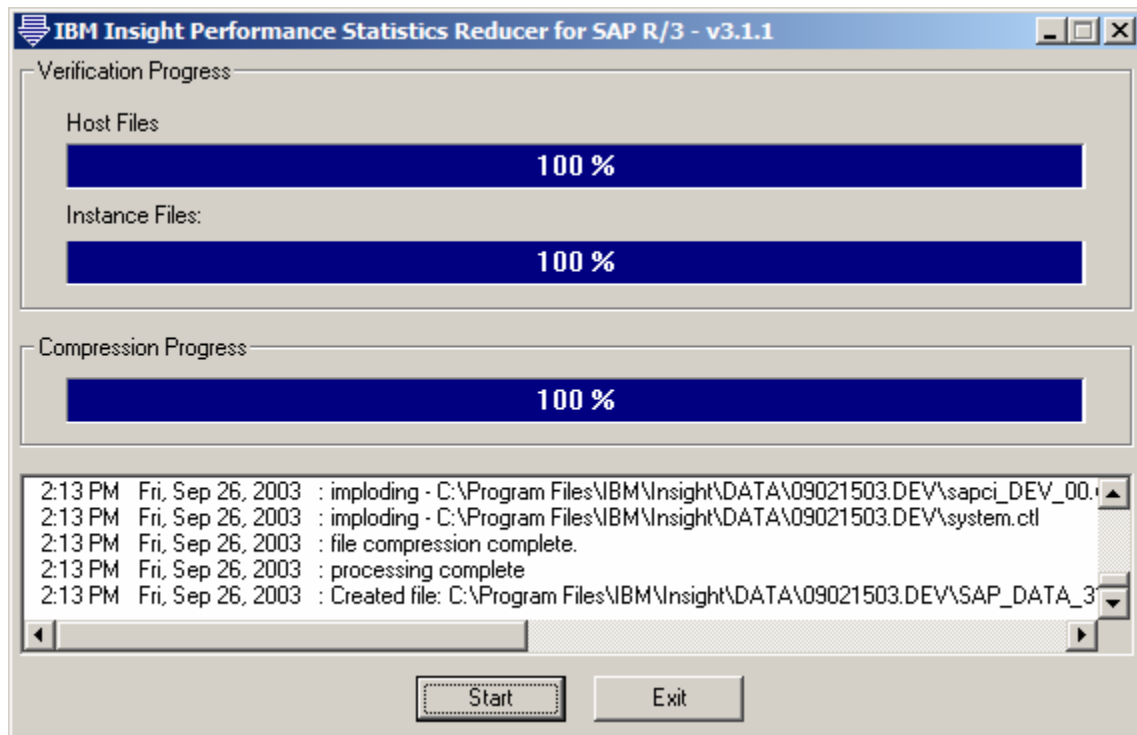 IBM Insight Performance Statistics Reducer for SAP R/3 - v3.1.1
Verification Progress
Host Files
100 %
Instance Files:
100 %
Compression Progress
100 %
2:13 PM Fri, Sep 26, 2003 : imploding - C:\Program Files\IBM\Insight\DATA\09021503.DEV\sapci_DEV_00.
2:13 PM Fri, Sep 26, 2003 : imploding - C:\Program Files\IBM\Insight\DATA\09021503.DEV\system.ctl
2:13 PM Fri, Sep 26, 2003 : file compression complete.
2:13 PM Fri, Sep 26, 2003 : processing complete
2:13 PM Fri, Sep 26, 2003 : Created file: C:\Program Files\IBM\Insight\DATA\09021503.DEV\SAP_DATA_3
Start Exit